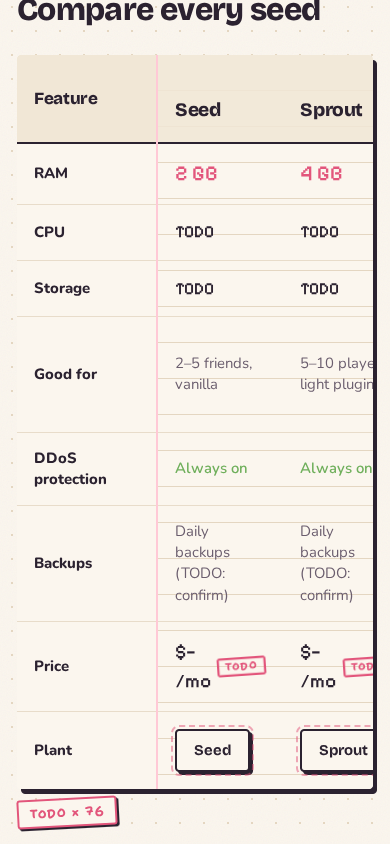 Compare every seed
Feature Seed Sprout
RAM 2 GB 4 GB
CPU TODO TODO
Storage TODO TODO
Good for
2–5 friends, 5–10 playe
vanilla light plugin
DDoS
protection
Always on Always on
Backups
Daily Daily
backups backups
(TODO: (TODO:
confirm) confirm)
Price
$– $–
/mo TODO /mo TOD
Plant Seed Sprout
TODO × 76